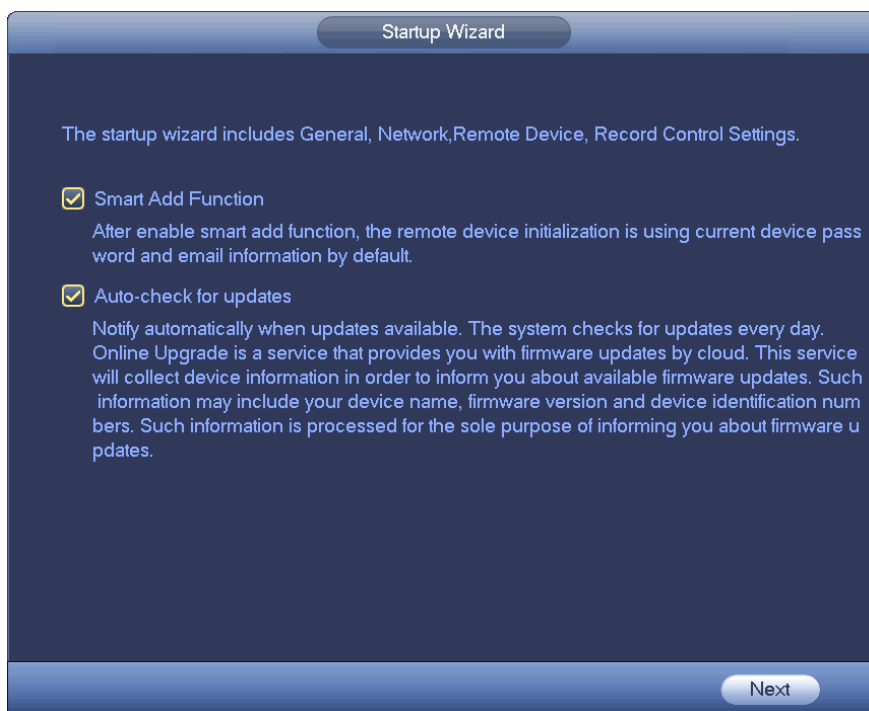 Startup Wizard
The startup wizard includes General, Network,Remote Device, Record Control Settings.
Smart Add Function
After enable smart add function, the remote device initialization is using current device pass
word and email information by default.
Auto-check for updates
Notify automatically when updates available. The system checks for updates every day.
Online Upgrade is a service that provides you with firmware updates by cloud. This service
will collect device information in order to inform you about available firmware updates. Such
information may include your device name, firmware version and device identification num
bers. Such information is processed for the sole purpose of informing you about firmware u
pdates.
Next